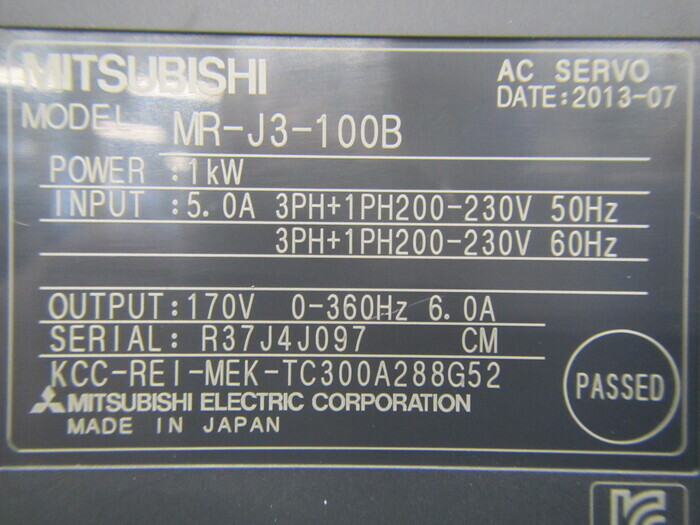 MITSUBISHI
AC SERVO
DATE:2013-07
MODEL MR-J3-100B
POWER :1kW
INPUT :5.0A 3PH+1PH200-230V 50Hz
3PH+1PH200-230V 60Hz
OUTPUT:170V 0-360Hz 6.0A
SERIAL: R37J4J097 CM
KCC-REI-MEK-TC300A288G52
MITSUBISHI ELECTRIC CORPORATION
MADE IN JAPAN
PASSED